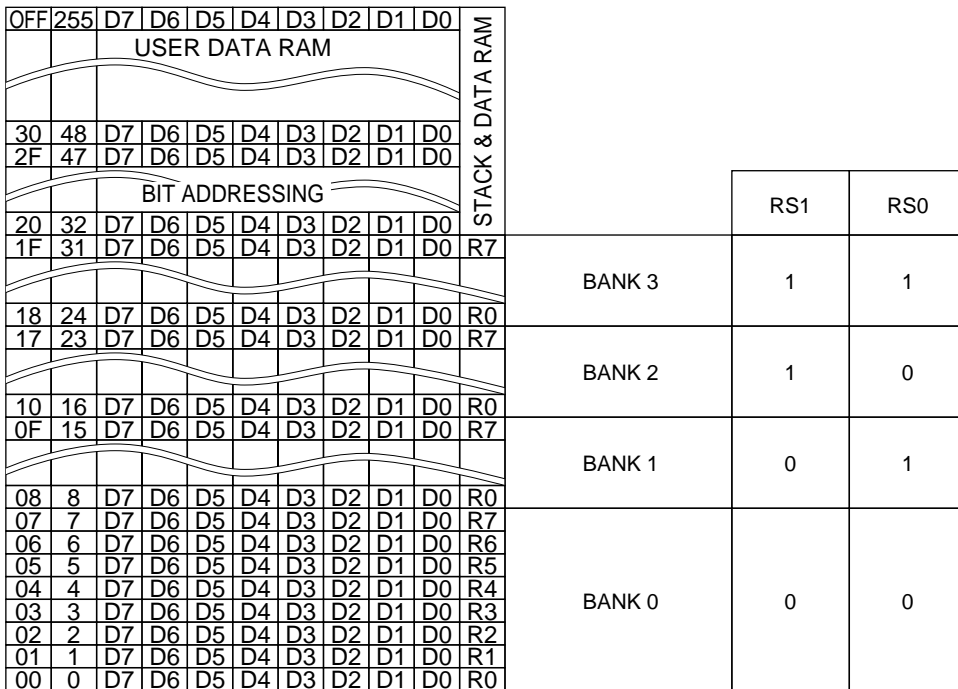 OFF 255 D7 D6 D5 D4 D3 D2 D1 D0
USER DATA RAM
STACK & DATA RAM
30 48 D7 D6 D5 D4 D3 D2 D1 D0
2F 47 D7 D6 D5 D4 D3 D2 D1 D0
BIT ADDRESSING
RS1 RS0
20 32 D7 D6 D5 D4 D3 D2 D1 D0
1F 31 D7 D6 D5 D4 D3 D2 D1 D0 R7
BANK 3 1 1
18 24 D7 D6 D5 D4 D3 D2 D1 D0 R0
17 23 D7 D6 D5 D4 D3 D2 D1 D0 R7
BANK 2 1 0
10 16 D7 D6 D5 D4 D3 D2 D1 D0 R0
0F 15 D7 D6 D5 D4 D3 D2 D1 D0 R7
BANK 1 0 1
08 8 D7 D6 D5 D4 D3 D2 D1 D0 R0
07 7 D7 D6 D5 D4 D3 D2 D1 D0 R7
06 6 D7 D6 D5 D4 D3 D2 D1 D0 R6
05 5 D7 D6 D5 D4 D3 D2 D1 D0 R5
04 4 D7 D6 D5 D4 D3 D2 D1 D0 R4
BANK 0 0 0
03 3 D7 D6 D5 D4 D3 D2 D1 D0 R3
02 2 D7 D6 D5 D4 D3 D2 D1 D0 R2
01 1 D7 D6 D5 D4 D3 D2 D1 D0 R1
00 0 D7 D6 D5 D4 D3 D2 D1 D0 R0